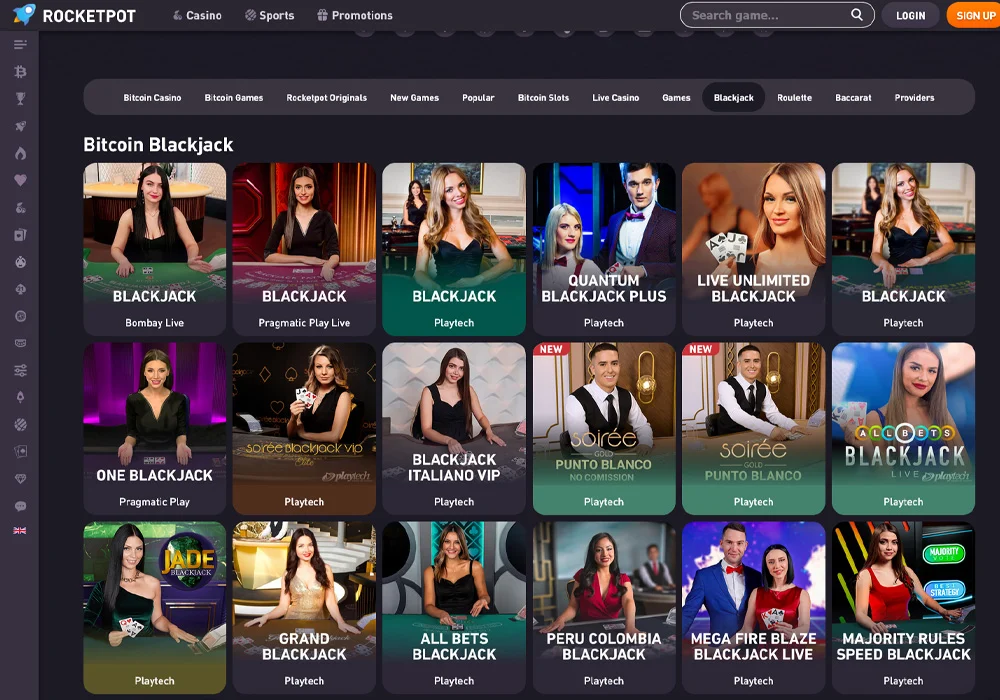 ROCKETPOT
Casino
Sports
Promotions
Search game...
LOGIN
SIGN UP
Bitcoin Casino
Bitcoin Games
Rocketpot Originals
New Games
Popular
Bitcoin Slots
Live Casino
Games
Blackjack
Roulette
Baccarat
Providers
Bitcoin Blackjack
BLACKJACK
Bombay Live
BLACKJACK
Pragmatic Play Live
BLACKJACK
Playtech
QUANTUM
BLACKJACK PLUS
Playtech
LIVE UNLIMITED
BLACKJACK
Playtech
BLACKJACK
Playtech
ONE BLACKJACK
Pragmatic Play
soirée blackjack vip
Elite
playtech
Playtech
BLACKJACK
ITALIANO VIP
Playtech
NEW
soirée
GOLD
PUNTO BLANCO
NO COMISSION
Playtech
NEW
soirée
GOLD
PUNTO BLANCO
Playtech
ALL BETS
BLACKJACK
LIVE
playtech
Playtech
JADE
BLACKJACK
Playtech
GRAND
BLACKJACK
Playtech
ALL BETS
BLACKJACK
Playtech
PERU COLOMBIA
BLACKJACK
Playtech
MEGA FIRE BLAZE
BLACKJACK LIVE
Playtech
MAJORITY
VOTE
BEST
STRATEGY
MAJORITY RULES
SPEED BLACKJACK
Playtech